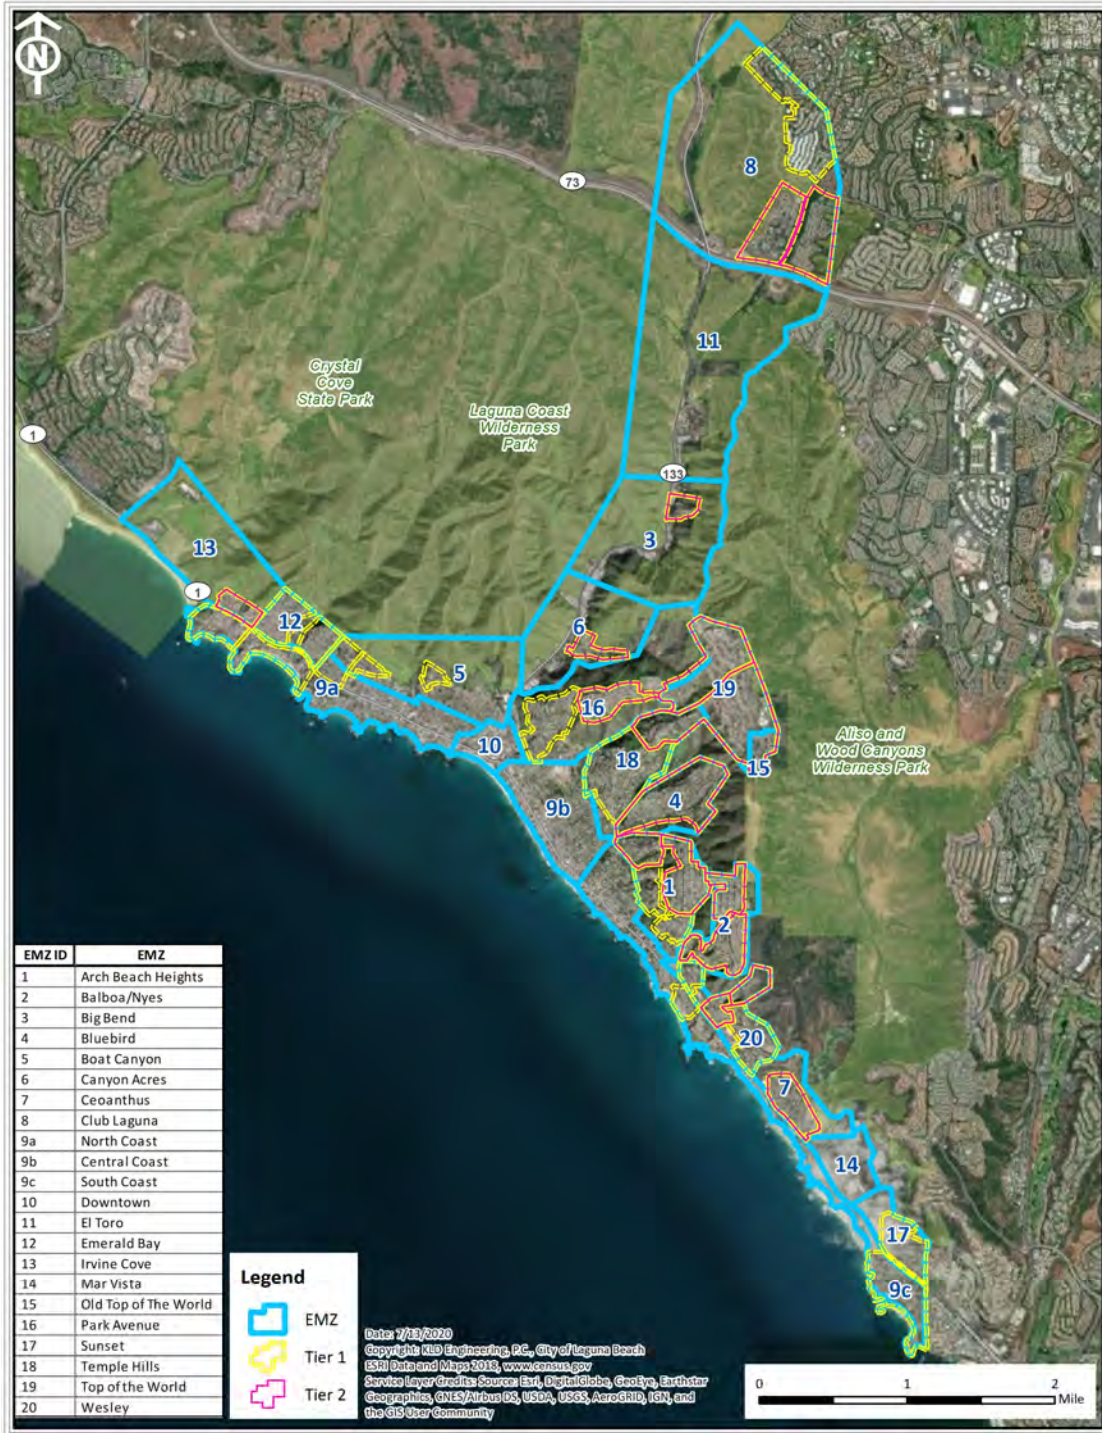 N
8
73
11
Crystal
Cove
State Park
Laguna Coast
Wilderness
Park
1
133
3
13
1
12
6
5
9a
19
16
10
Aliso and
Wood Canyons
Wilderness Park
18
15
4
9b
1
2
20
7
14
17
9c
EMZ ID EMZ
1 Arch Beach Heights
2 Balboa/Nyes
3 Big Bend
4 Bluebird
5 Boat Canyon
6 Canyon Acres
7 Ceoanthus
8 Club Laguna
9a North Coast
9b Central Coast
9c South Coast
10 Downtown
11 El Toro
12 Emerald Bay
13 Irvine Cove
14 Mar Vista
15 Old Top of The World
16 Park Avenue
17 Sunset
18 Temple Hills
19 Top of the World
20 Wesley
Legend
EMZ
Tier 1
Tier 2
Date: 7/13/2020
Copyright: KLD Engineering, P.C., City of Laguna Beach
ESRI Data and Maps 2018, www.census.gov
Service Layer Credits: Source: Esri, DigitalGlobe, GeoEye, Earthstar
Geographics, CNES/Airbus DS, USDA, USGS, AeroGRID, IGN, and
the GIS User Community
0 1 2
Mile